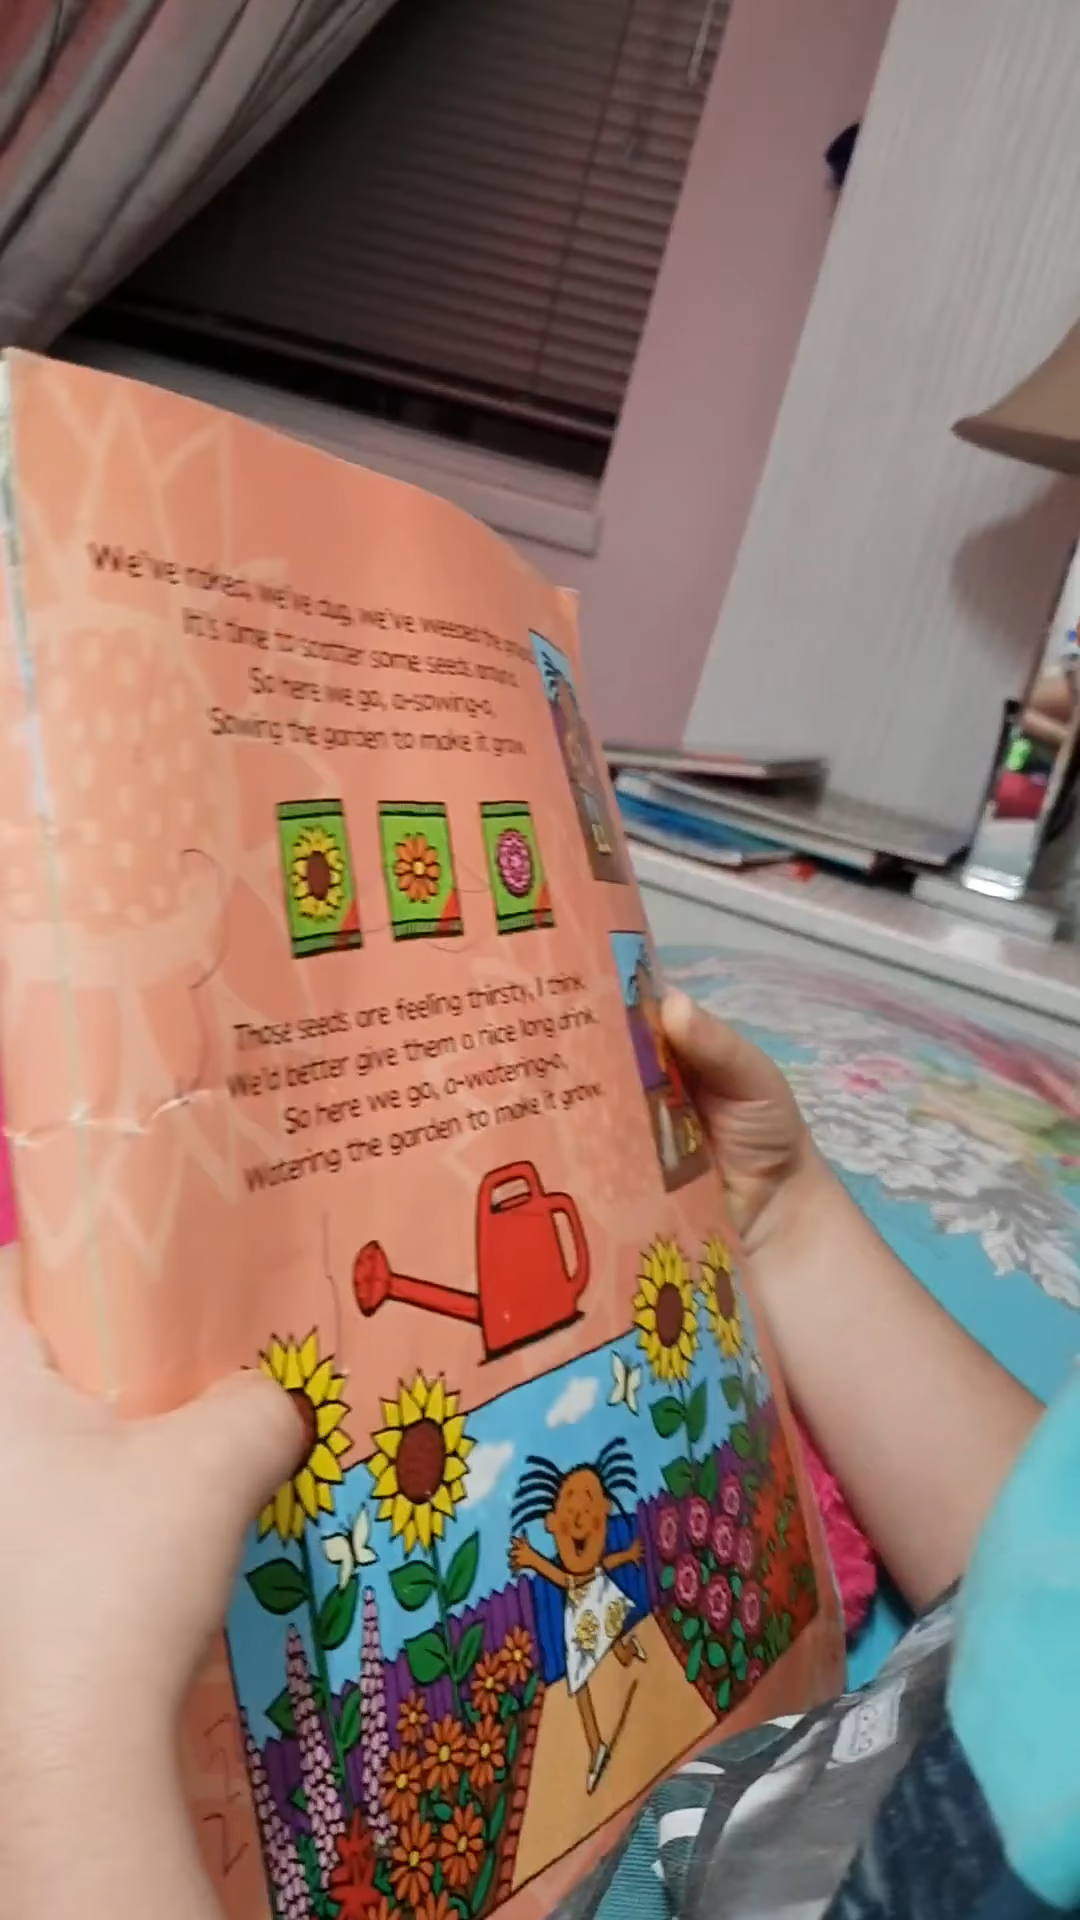 We've raked, we've dug, we've weeded the
It's time to scatter some seeds around.
So here we go, a-sowing-o,
Sowing the garden to make it grow.
Those seeds are feeling thirsty, I think.
We'd better give them a nice long drink.
So here we go, a-watering-o,
Watering the garden to make it grow.